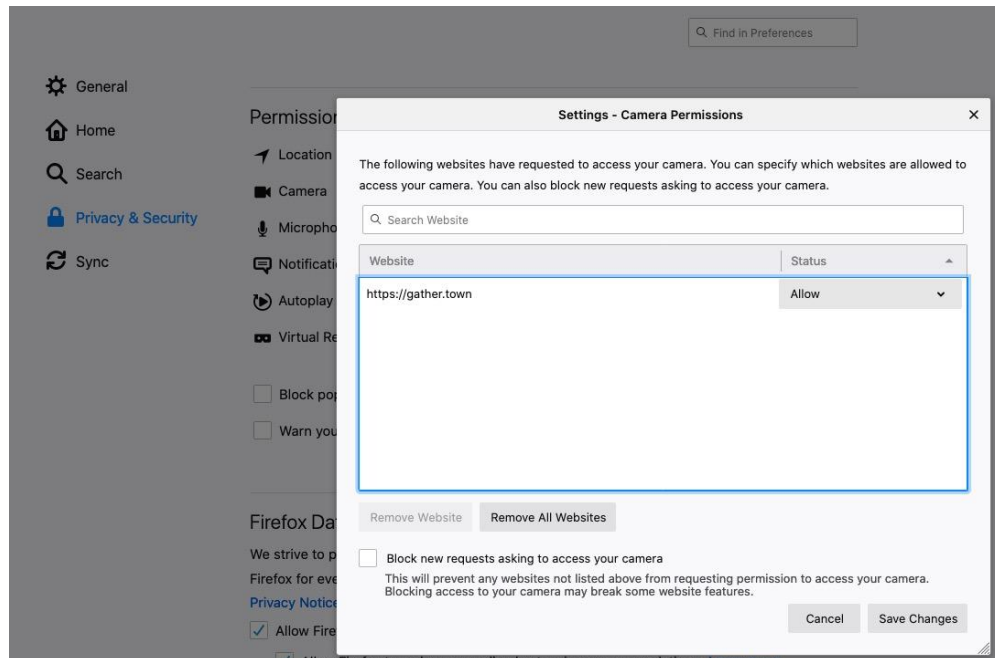 Find in Preferences
General
Home
Search
Privacy & Security
Sync
Permission
Location
Camera
Micropho
Notificati
Autoplay
Virtual Re
Block pop
Warn you
Firefox Da
We strive to p
Firefox for eve
Privacy Notice
Allow Fire
Settings - Camera Permissions
The following websites have requested to access your camera. You can specify which websites are allowed to
access your camera. You can also block new requests asking to access your camera.
Search Website
Website Status
https://gather.town Allow
Remove Website Remove All Websites
Block new requests asking to access your camera
This will prevent any websites not listed above from requesting permission to access your camera.
Blocking access to your camera may break some website features.
Cancel Save Changes